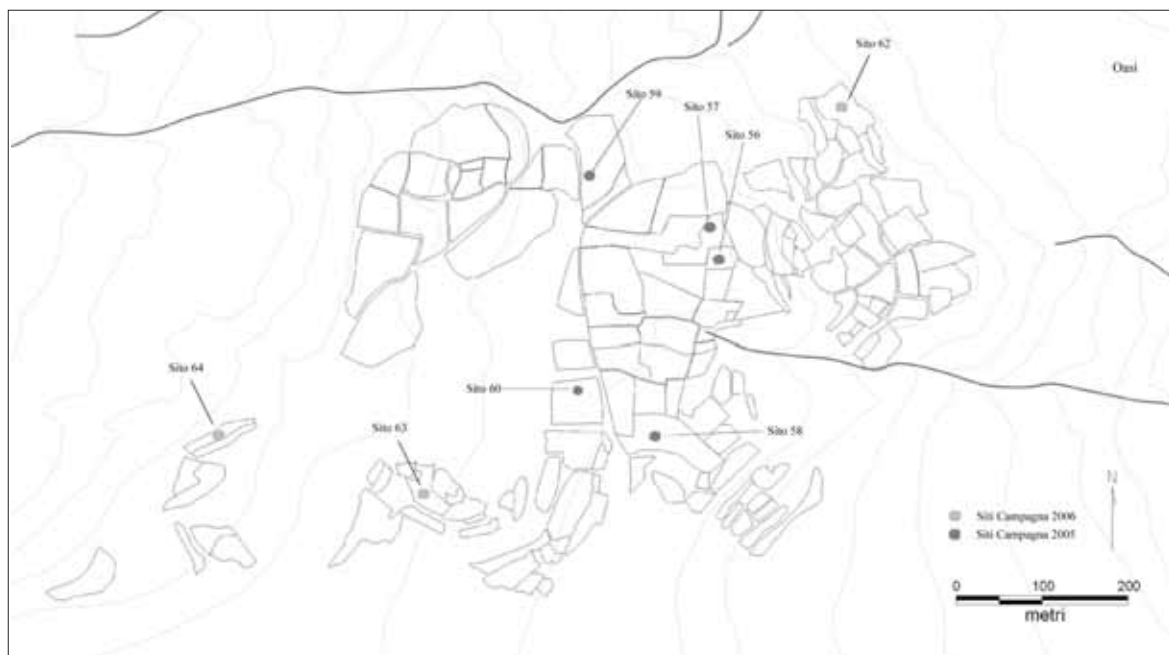 Sito 62
Oasi
Sito 59
Sito 57
Sito 56
Sito 64
Sito 60
Sito 63
Sito 58
N
Siti Campagna 2006
Siti Campagna 2005
0 100 200
metri